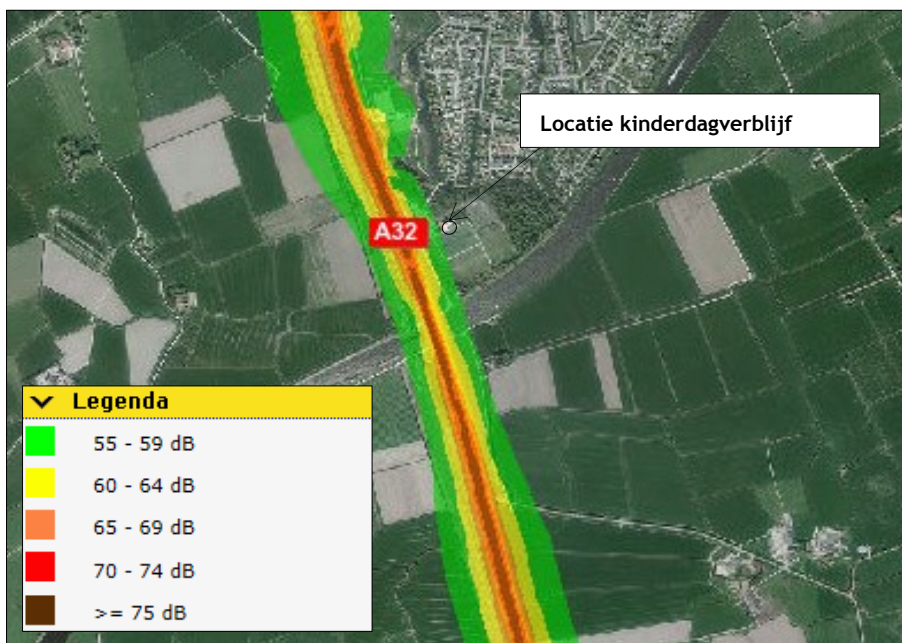 Locatie kinderdagverblijf
A32
Legenda
55 - 59 dB
60 - 64 dB
65 - 69 dB
70 - 74 dB
>= 75 dB